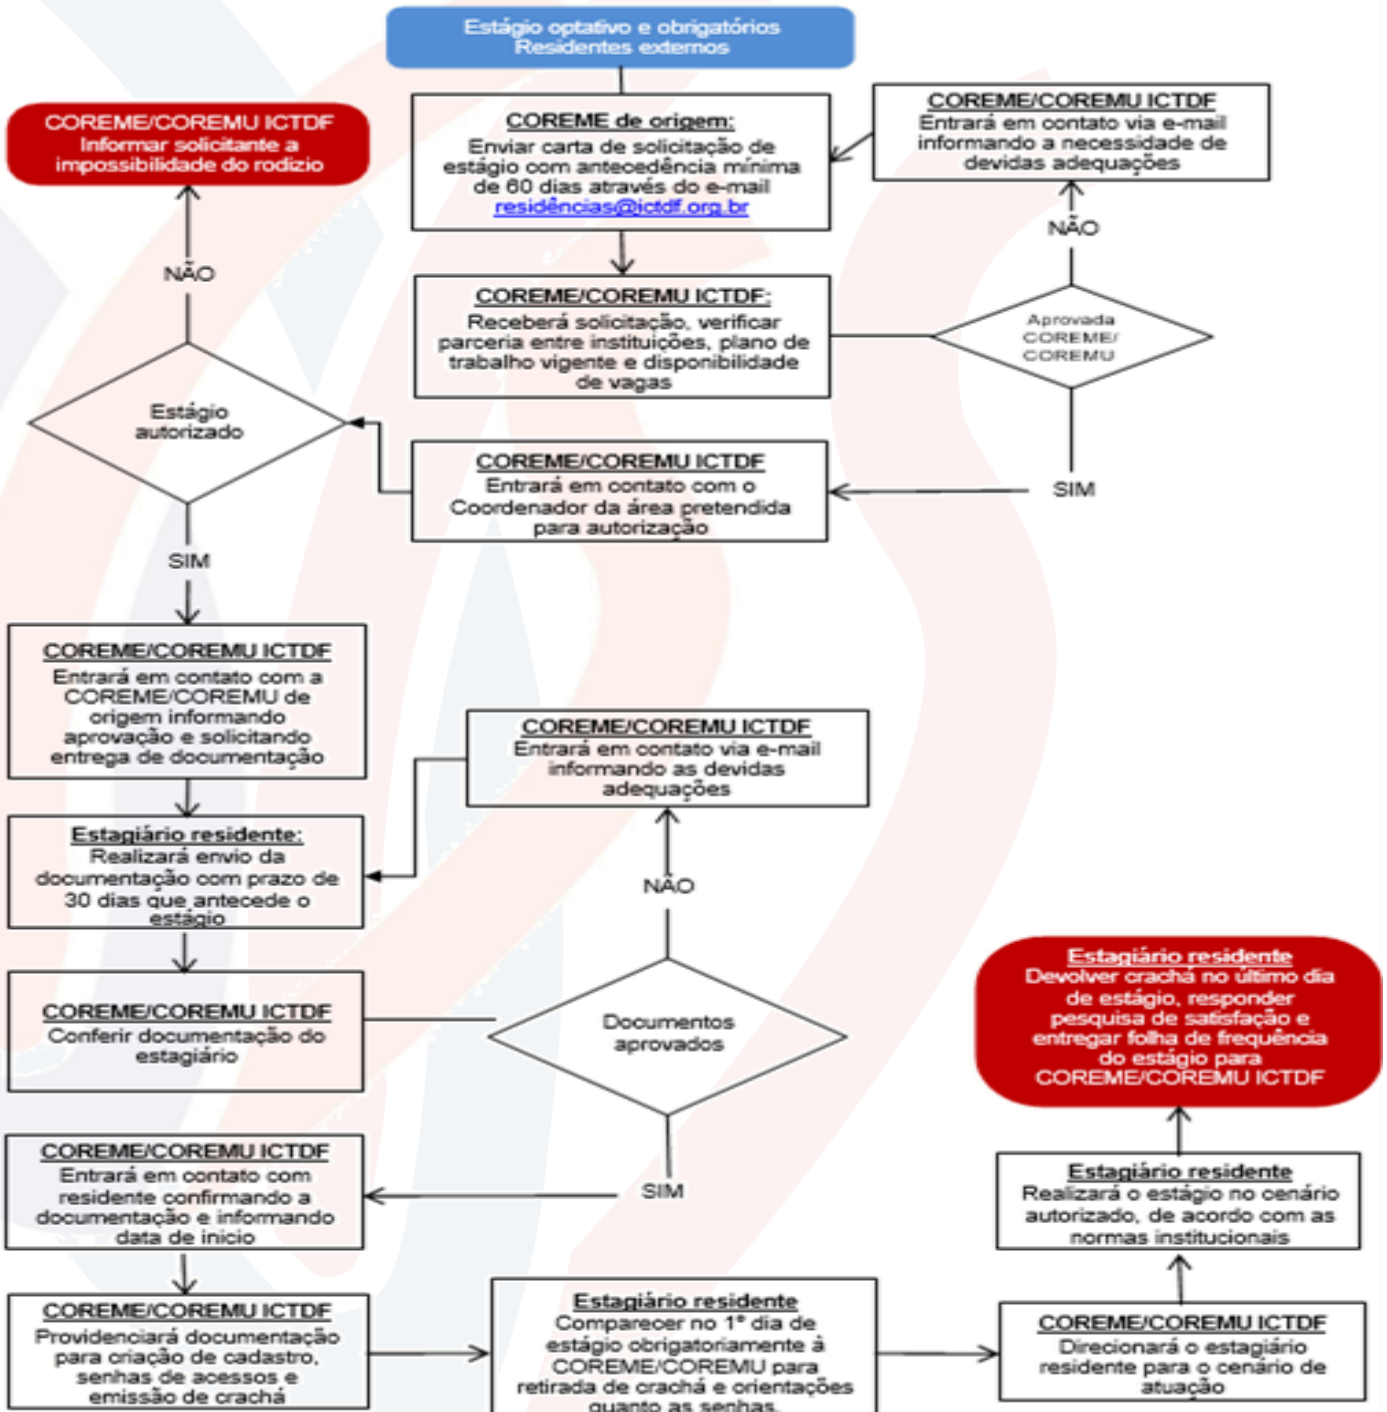 Estágio optativo e obrigatórios
Residentes externos
COREME de origem:
Enviar carta de solicitação de
estágio com antecedência mínima
de 60 dias através do e-mail
residências@ictdf.org.br
COREME/COREMU ICTDF
Entrará em contato via e-mail
informando a necessidade de
devidas adequações
COREME/COREMU ICTDF
Informar solicitante a
impossibilidade do rodizio
NÃO
NÃO
COREME/COREMU ICTDF:
Receberá solicitação, verificar
parceria entre instituições, plano de
trabalho vigente e disponibilidade
de vagas
Aprovada
COREME/
COREMU
Estágio
autorizado
COREME/COREMU ICTDF
Entrará em contato com o
Coordenador da área pretendida
para autorização
SIM
SIM
COREME/COREMU ICTDF
Entrará em contato com a
COREME/COREMU de
origem informando
aprovação e solicitando
entrega de documentação
COREME/COREMU ICTDF
Entrará em contato via e-mail
informando as devidas
adequações
Estagiário residente:
Realizará envio da
documentação com prazo de
30 dias que antecede o
estágio
NÃO
COREME/COREMU ICTDF
Conferir documentação do
estagiário
Documentos
aprovados
Estagiário residente
Devolver crachá no último dia
de estágio, responder
pesquisa de satisfação e
entregar folha de frequência
do estágio para
COREME/COREMU ICTDF
COREME/COREMU ICTDF
Entrará em contato com
residente confirmando a
documentação e informando
data de inicio
SIM
Estagiário residente
Realizará o estágio no cenário
autorizado, de acordo com as
normas institucionais
COREME/COREMU ICTDF
Providenciará documentação
para criação de cadastro,
senhas de acessos e
emissão de crachá
Estagiário residente
Comparecer no 1º dia de
estágio obrigatoriamente à
COREME/COREMU para
retirada de crachá e orientações
quanto as senhas.
COREME/COREMU ICTDF
Direcionará o estagiário
residente para o cenário de
atuação